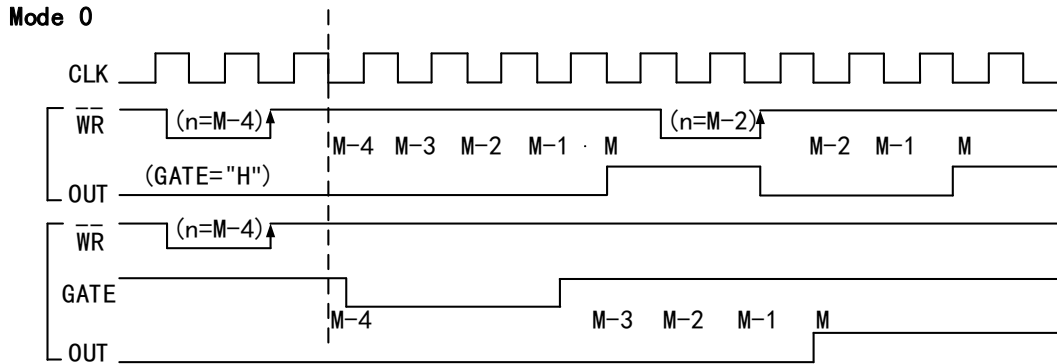 Mode 0
CLK
WR (n=M-4) (n=M-2)
M-4 M-3 M-2 M-1 M M-2 M-1 M
(GATE="H")
OUT
WR (n=M-4)
GATE
M-4 M-3 M-2 M-1 M
OUT